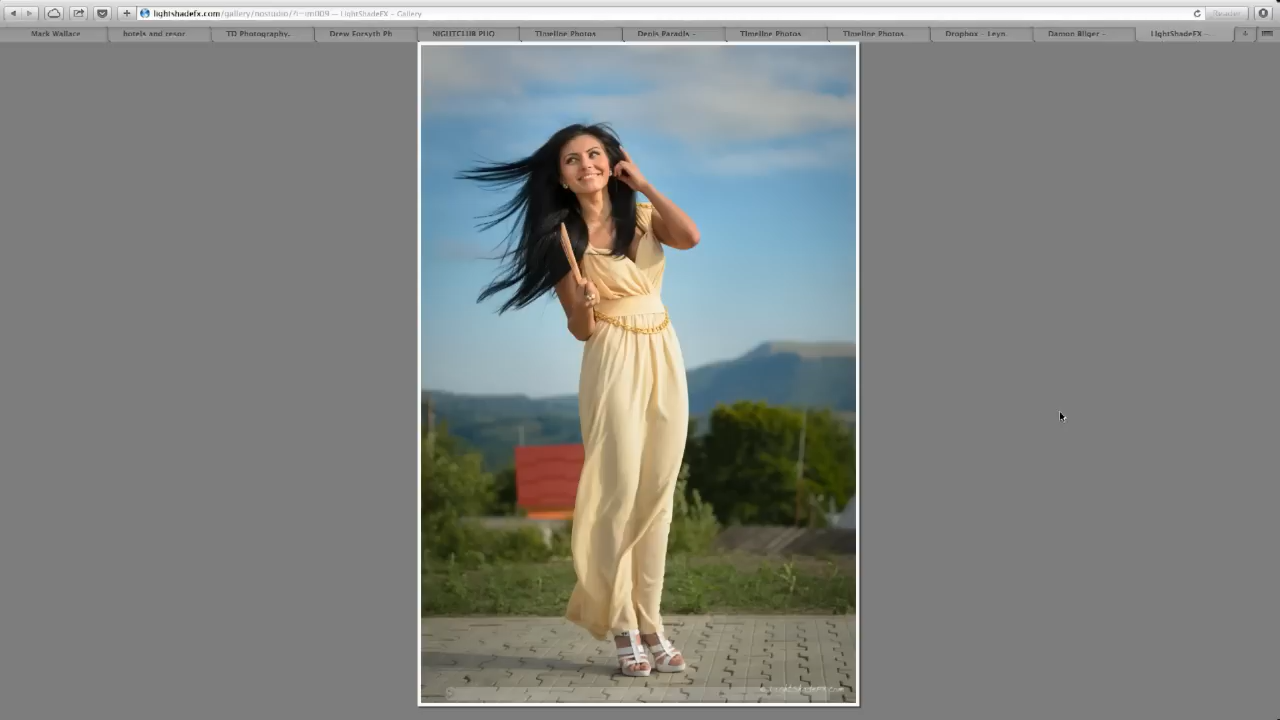 lightshadefx.com/gallery/nostudio/ — LightShadeFX – Gallery
Reader
Mark Wallace
hotels and resor
TD Photography.
Drew Forsyth Ph
NIGHTCLUB PHO
Timeline Photos
Denis Paradis –
Timeline Photos
Timeline Photos
Dropbox – Leyn.
Damon Bilger –
LightShadeFX –